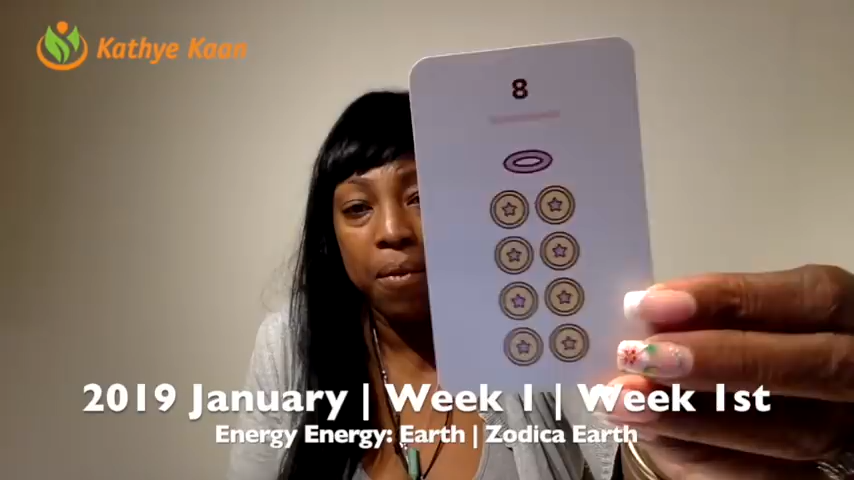 Kathye Kaan
8
2019 January | Week 1 | Week 1st
Energy Energy: Earth | Zodica Earth